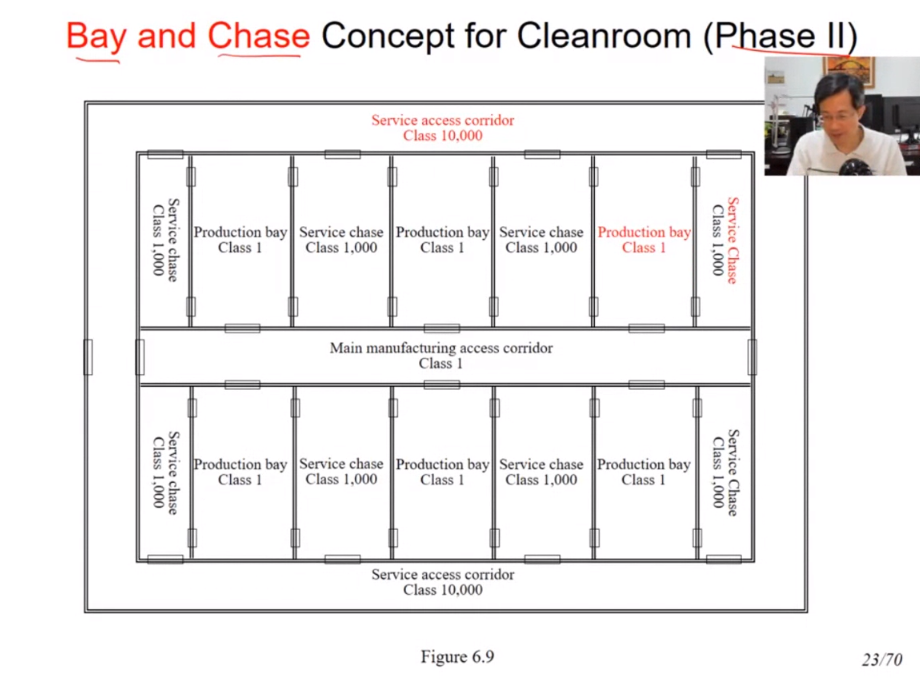 Bay and Chase Concept for Cleanroom (Phase II)
Service access corridor
Class 10,000
Service chase
Class 1,000
Production bay
Class 1
Service chase
Class 1,000
Production bay
Class 1
Service chase
Class 1,000
Production bay
Class 1
Service Chase
Class 1,000
Main manufacturing access corridor
Class 1
Service chase
Class 1,000
Production bay
Class 1
Service chase
Class 1,000
Production bay
Class 1
Service chase
Class 1,000
Production bay
Class 1
Service Chase
Class 1,000
Service access corridor
Class 10,000
Figure 6.9
23/70